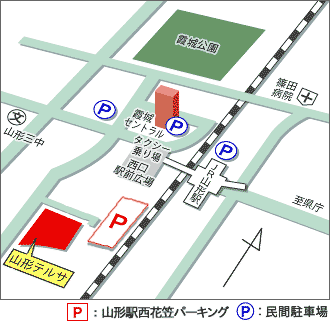 霞城公園
篠田
病院
霞城
セントラル
P
P
P
文
山形三中
タクシー
乗り場
西口
駅前広場
JR山形駅
至県庁
P
山形テルサ
P：山形駅西花笠パーキング P：民間駐車場